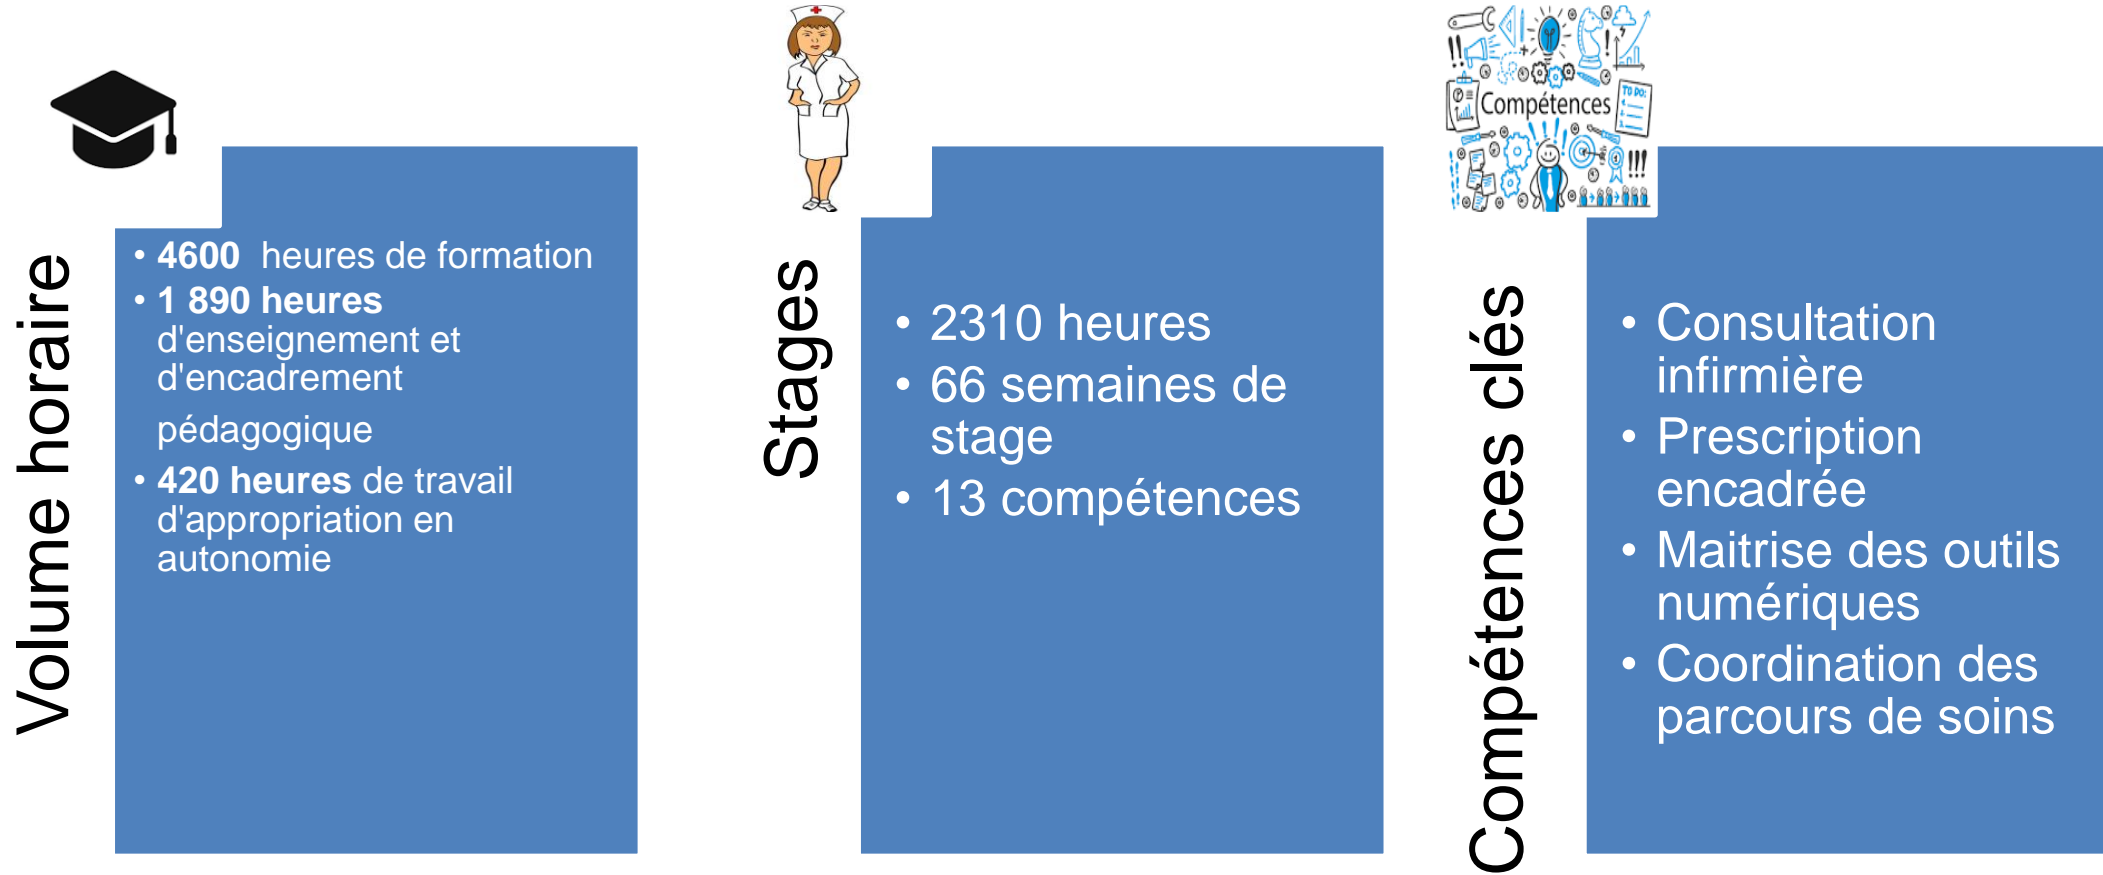 Volume horaire
• 4600  heures de formation
• 1 890 heures
d'enseignement et
d'encadrement
pédagogique
• 420 heures de travail
d'appropriation en
autonomie
Stages
• 2310 heures
• 66 semaines de
stage
• 13 compétences
Compétences
TO DO:
Compétences clés
• Consultation
infirmière
• Prescription
encadrée
• Maitrise des outils
numériques
• Coordination des
parcours de soins